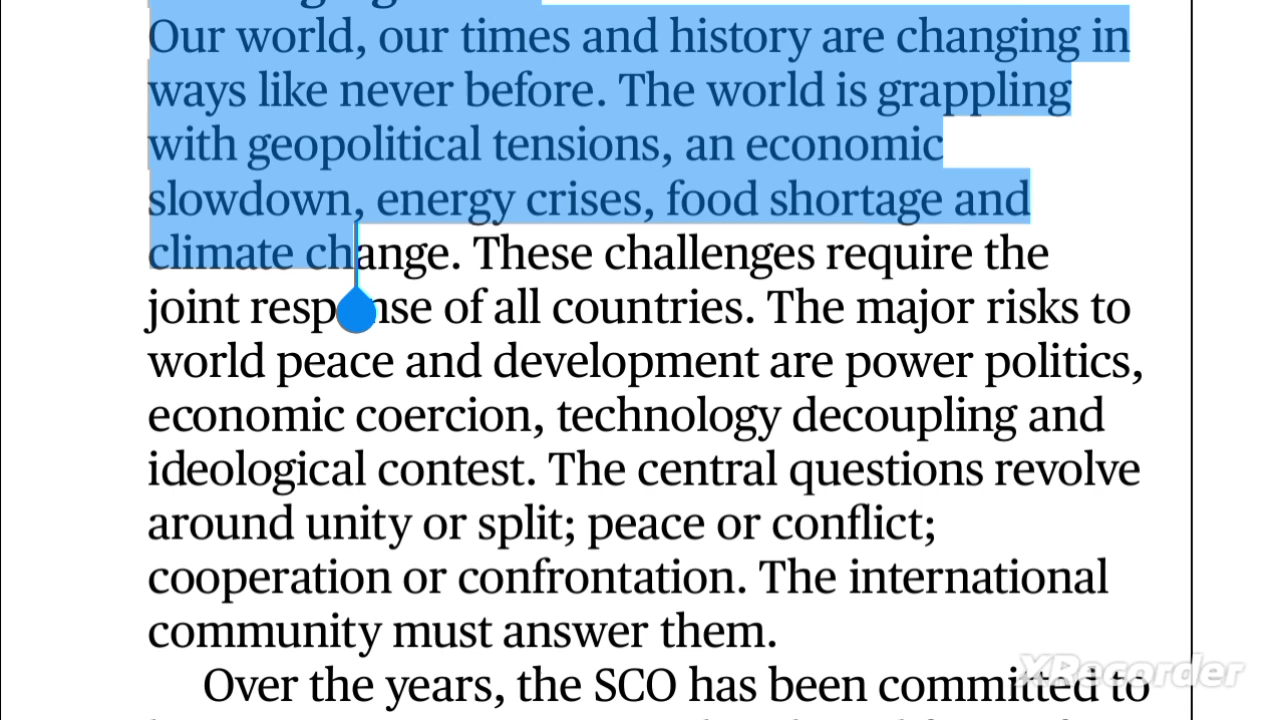 Our world, our times and history are changing in
ways like never before. The world is grappling
with geopolitical tensions, an economic
slowdown, energy crises, food shortage and
climate change. These challenges require the
joint response of all countries. The major risks to
world peace and development are power politics,
economic coercion, technology decoupling and
ideological contest. The central questions revolve
around unity or split; peace or conflict;
cooperation or confrontation. The international
community must answer them.
Over the years, the SCO has been committed to
XRecorder